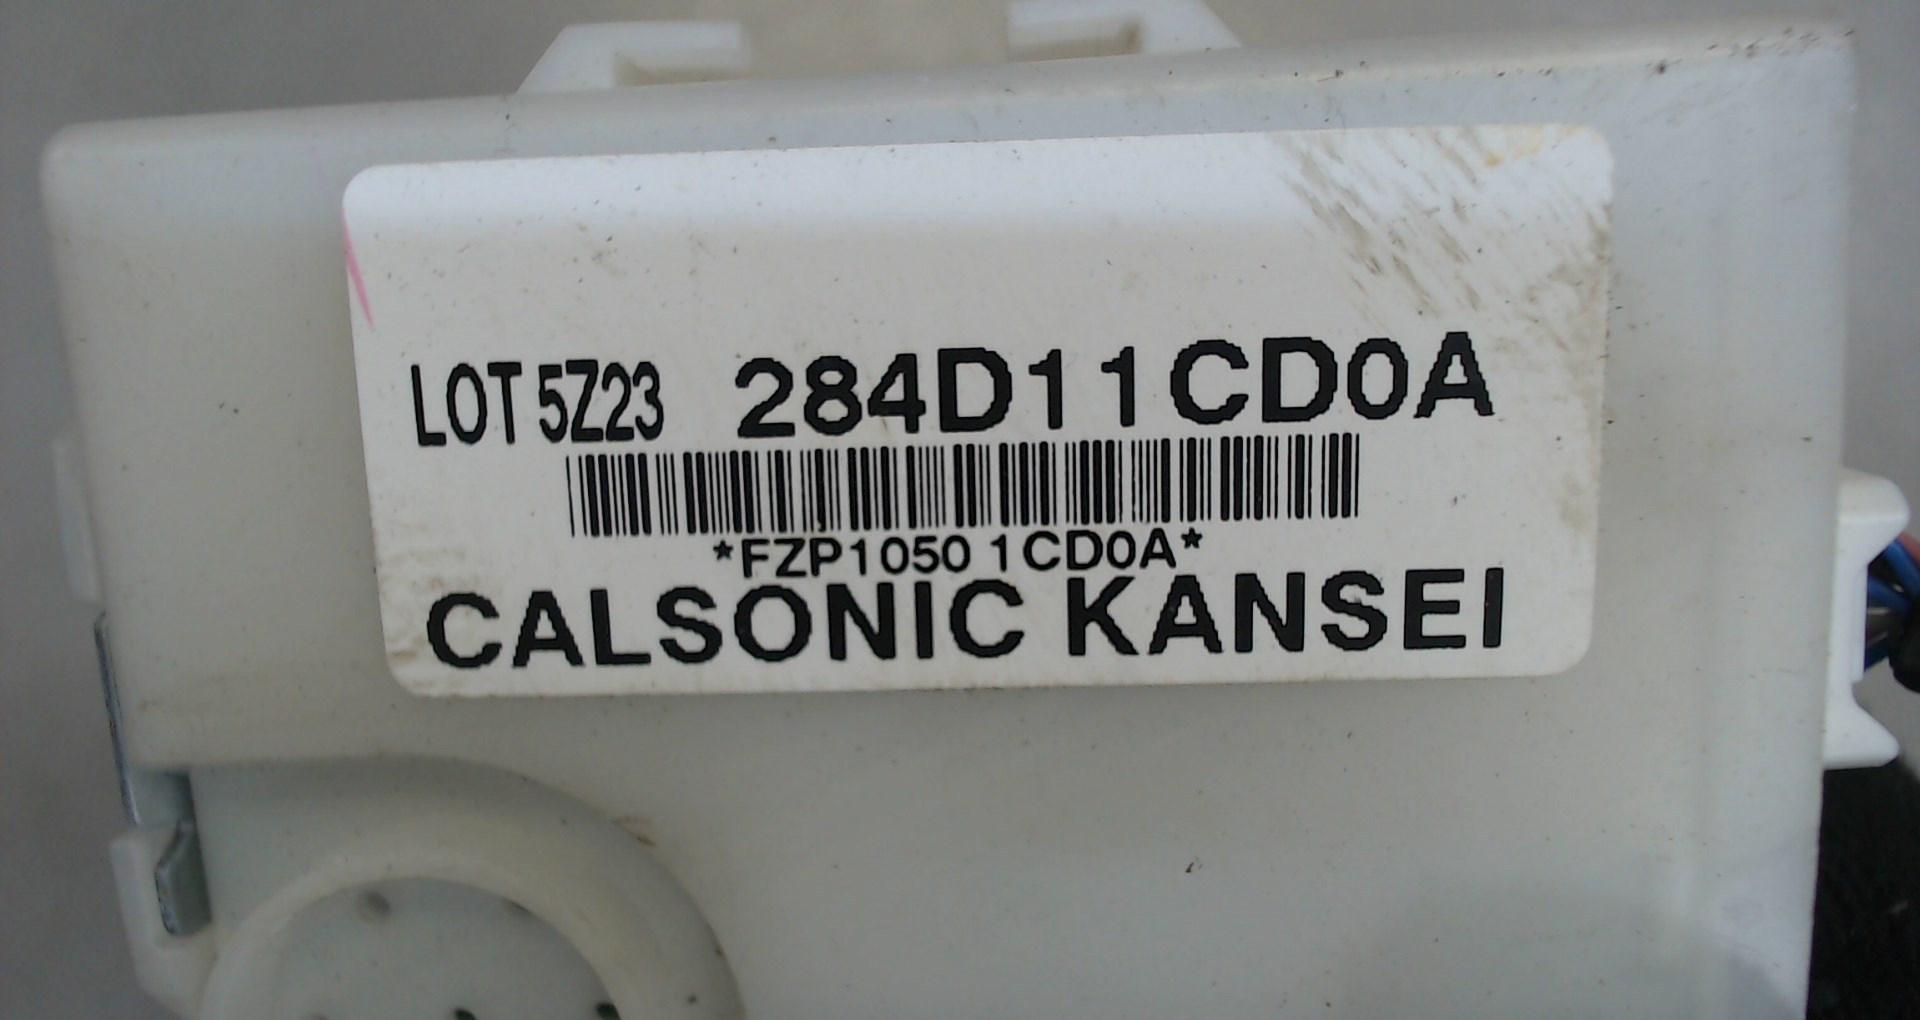 LOT 5Z23 284D11CD0A
*FZP1050 1CD0A*
CALSONIC KANSEI